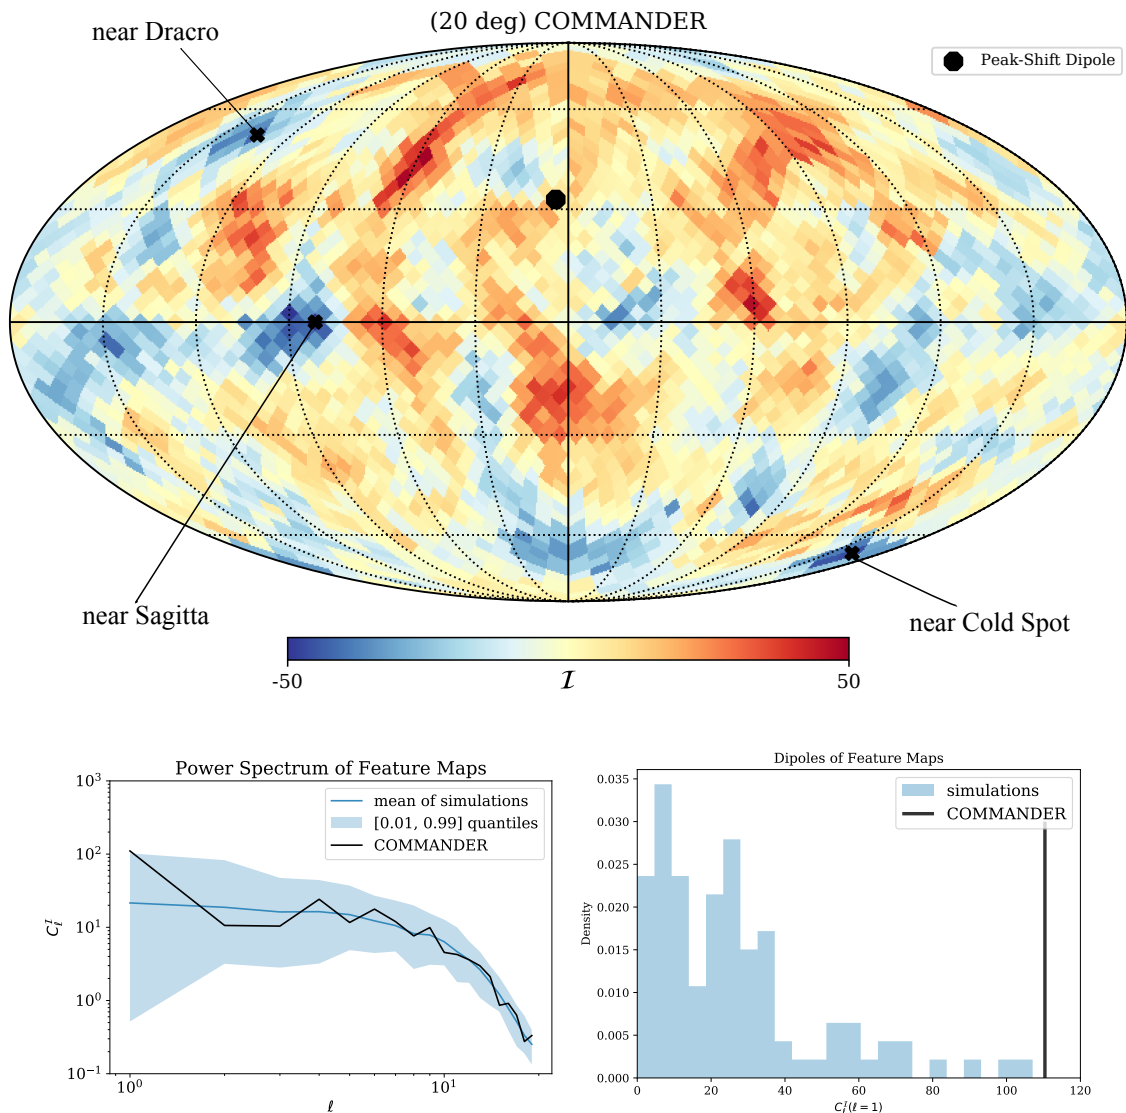 (20 deg) COMMANDER
near Dracro
Peak-Shift Dipole
near Sagitta
near Cold Spot
-50
50
𝓘
Power Spectrum of Feature Maps
10³
10²
10¹
10⁰
10⁻¹
C_ℓ^I
mean of simulations
[0.01, 0.99] quantiles
COMMANDER
10⁰
10¹
ℓ
Dipoles of Feature Maps
0.035
0.030
0.025
0.020
0.015
0.010
0.005
0.000
Density
simulations
COMMANDER
0
20
40
60
80
100
120
C_ℓ^I(ℓ = 1)